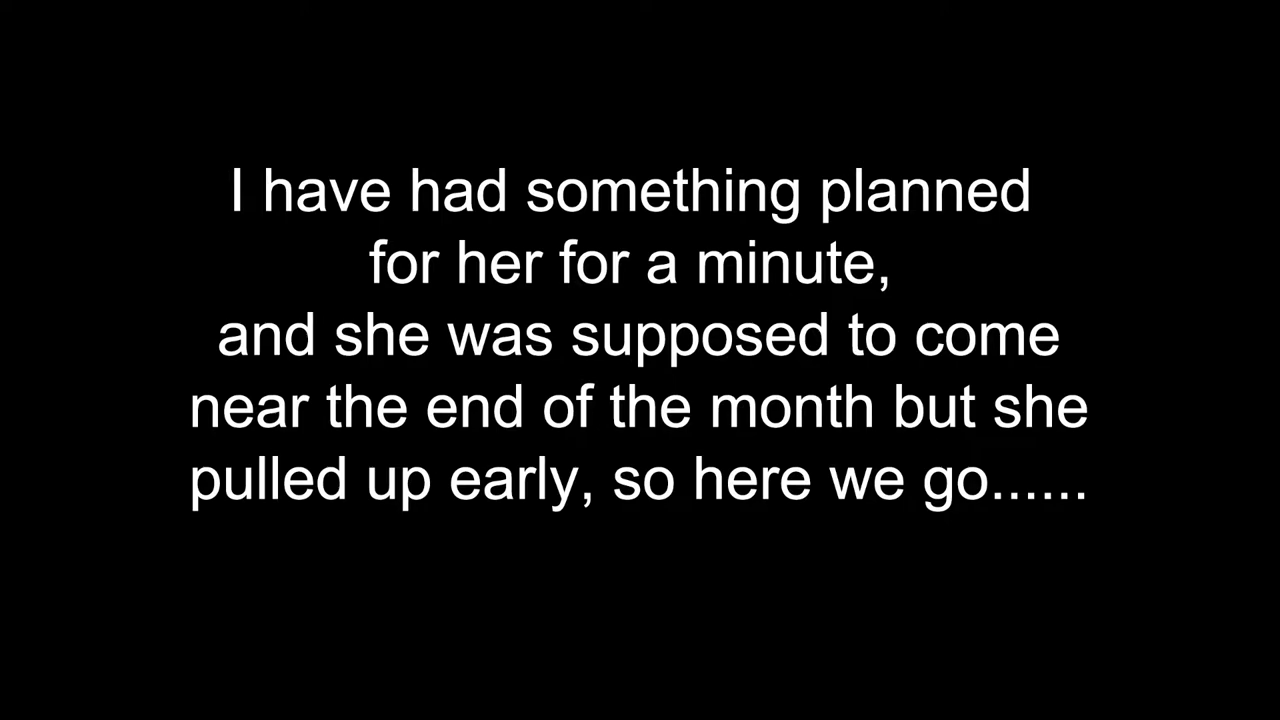 I have had something planned
for her for a minute,
and she was supposed to come
near the end of the month but she
pulled up early, so here we go......